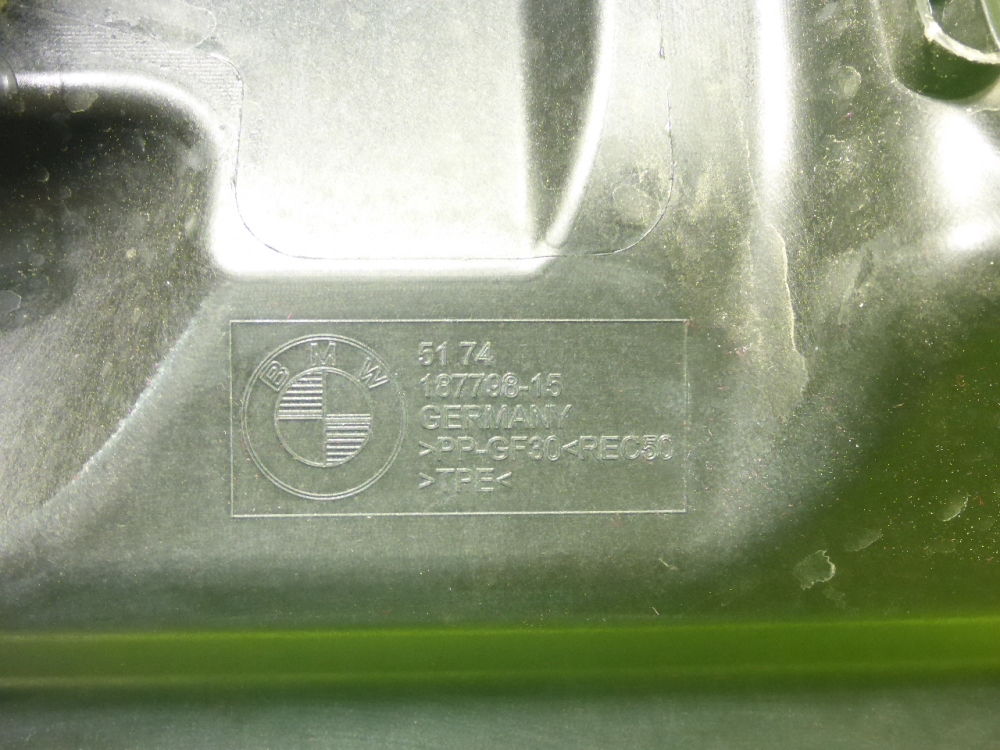 BMW
51.74
187798-15
GERMANY
>PP-GF30<REC50
>TPE<